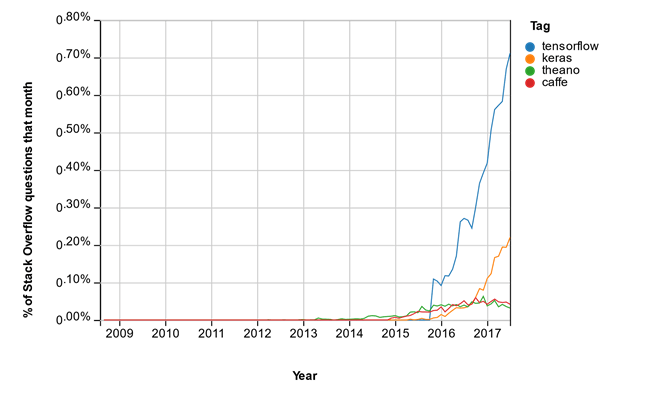 Tag
tensorflow
keras
theano
caffe
0.80%
0.70%
0.60%
0.50%
0.40%
0.30%
0.20%
0.10%
0.00%
% of Stack Overflow questions that month
2009 2010 2011 2012 2013 2014 2015 2016 2017
Year